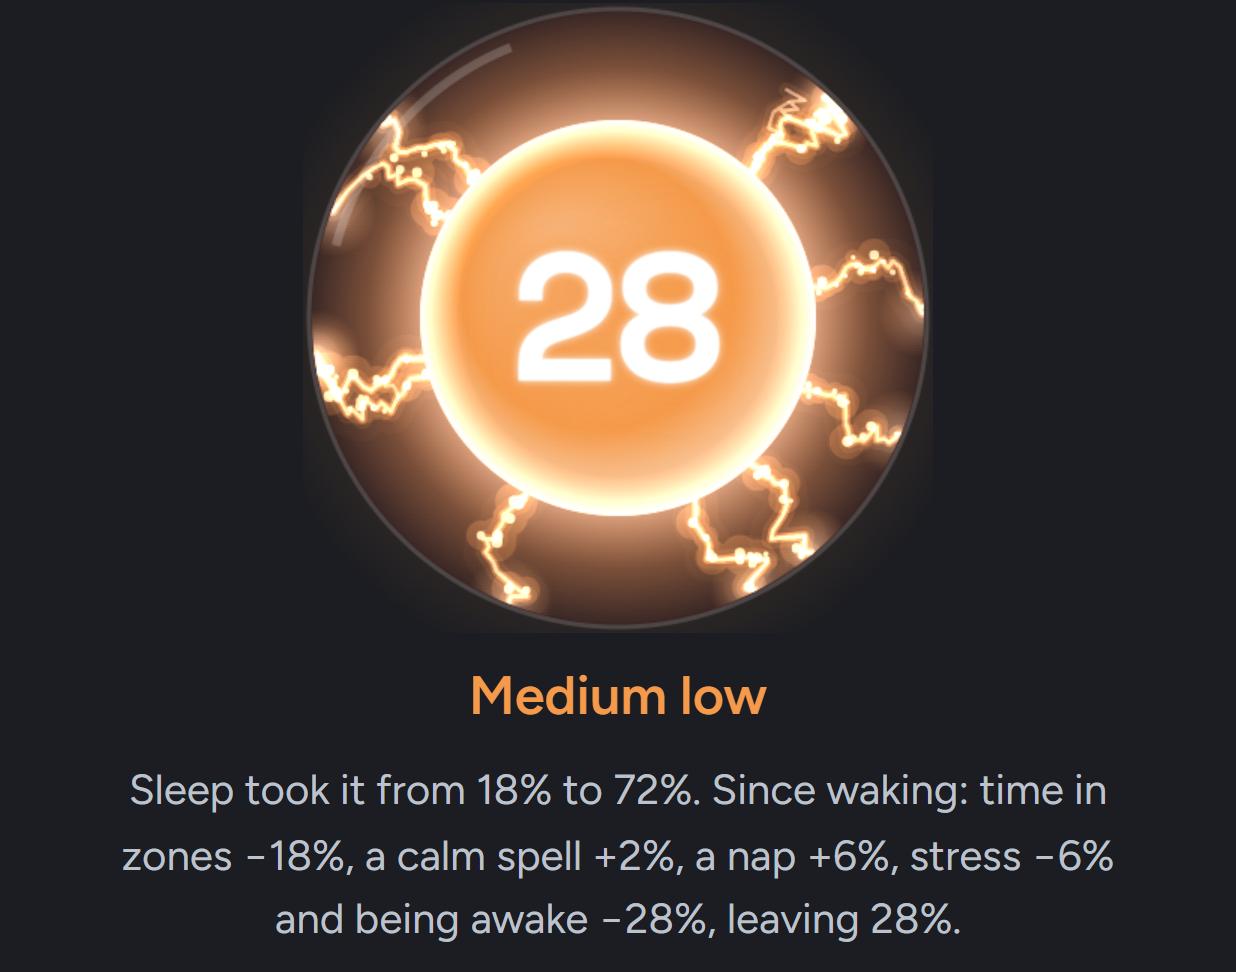 28
Medium low
Sleep took it from 18% to 72%. Since waking: time in
zones −18%, a calm spell +2%, a nap +6%, stress −6%
and being awake −28%, leaving 28%.